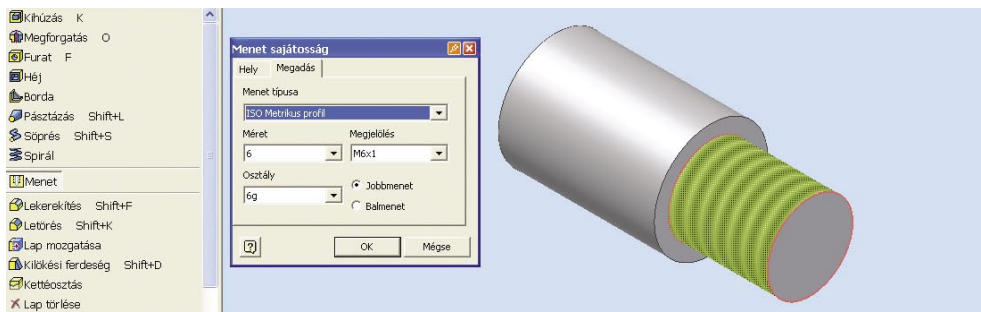 Kihúzás K
Megforgatás O
Furat F
Héj
Borda
Pásztázás Shift+L
Söprés Shift+S
Spirál
Menet
Lekerekítés Shift+F
Letörés Shift+K
Lap mozgatása
Kilökési ferdeség Shift+D
Kettéosztás
Lap törlése
Menet sajátosság
Hely Megadás
Menet típusa
ISO Metrikus profil
Méret Megjelölés
6 M6x1
Osztály
6g
Jobbmenet
Balmenet
OK Mégse